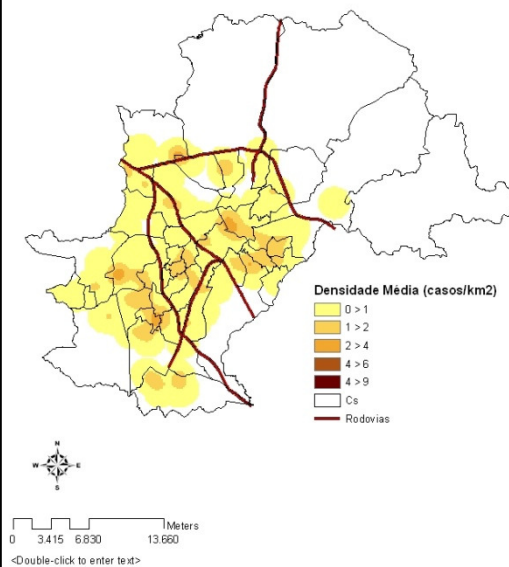 Densidade Média (casos/km2)
0 > 1
1 > 2
2 > 4
4 > 6
4 > 9
Cs
Rodovias
N
W E
S
Meters
0 3.415 6.830 13.660
<Double-click to enter text>